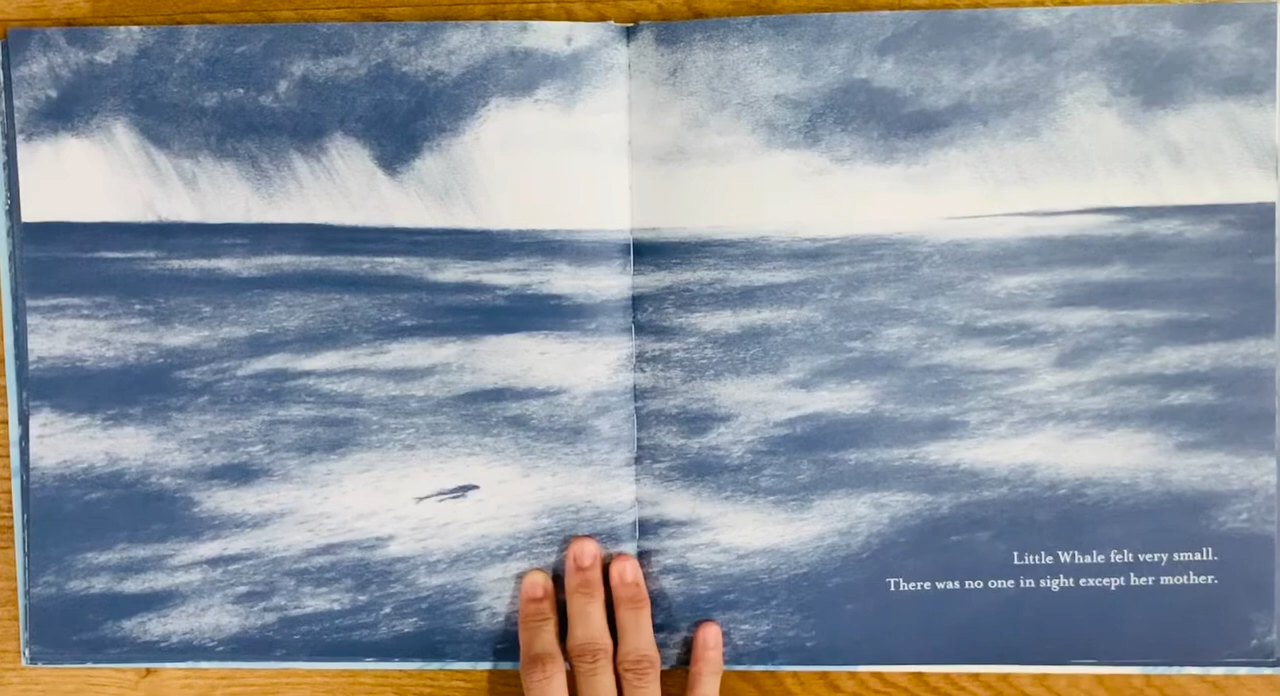 Little Whale felt very small.
There was no one in sight except her mother.